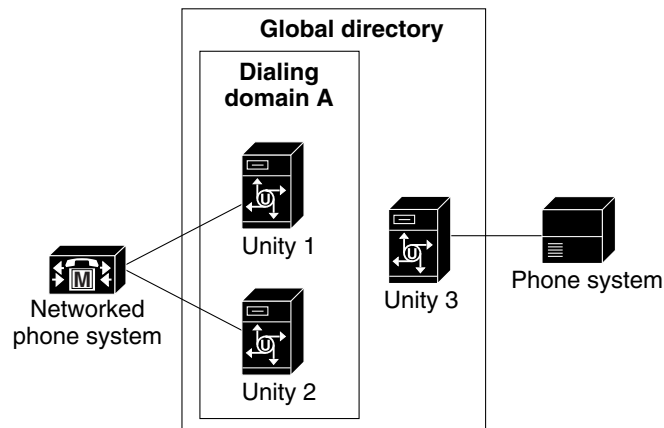 Global directory
Dialing
domain A
U
Unity 1
U
Unity 3
Phone system
M
Networked
phone system
U
Unity 2